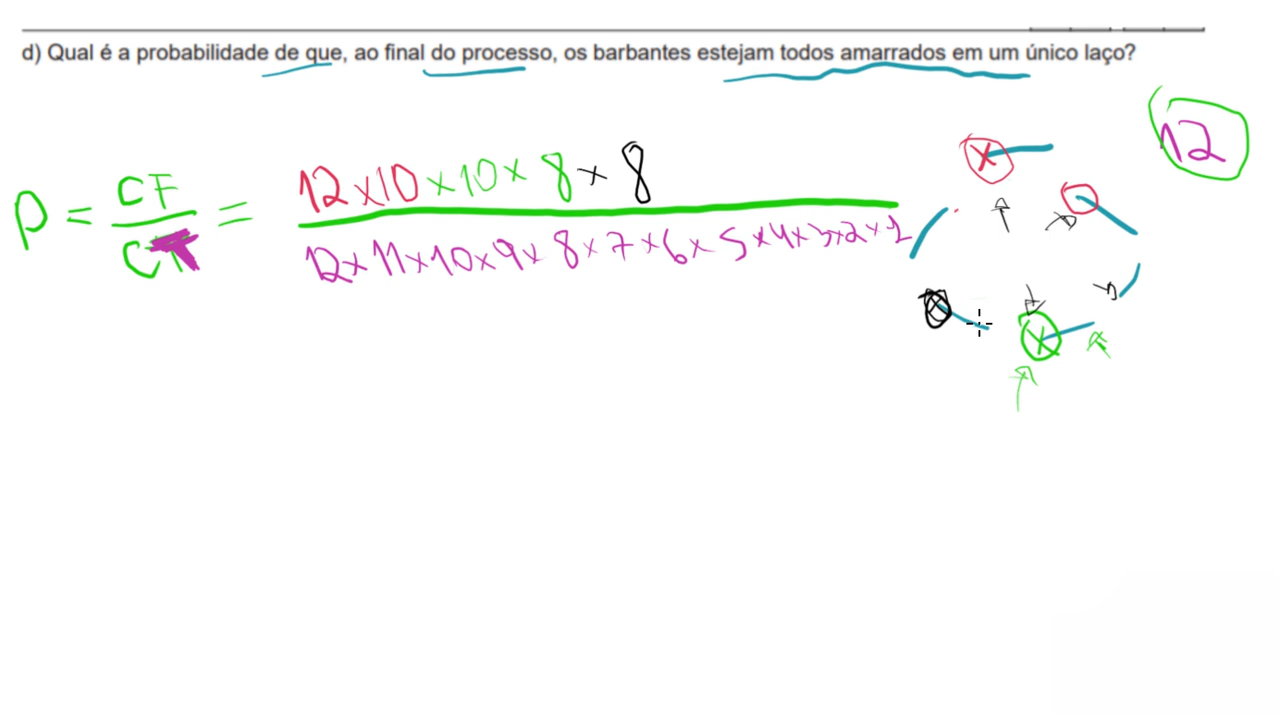 d) Qual é a probabilidade de que, ao final do processo, os barbantes estejam todos amarrados em um único laço?
12
P = CF / CT = 12 x 10 x 10 x 8 x 8
12 x 11 x 10 x 9 x 8 x 7 x 6 x 5 x 4 x 3 x 2 x 1